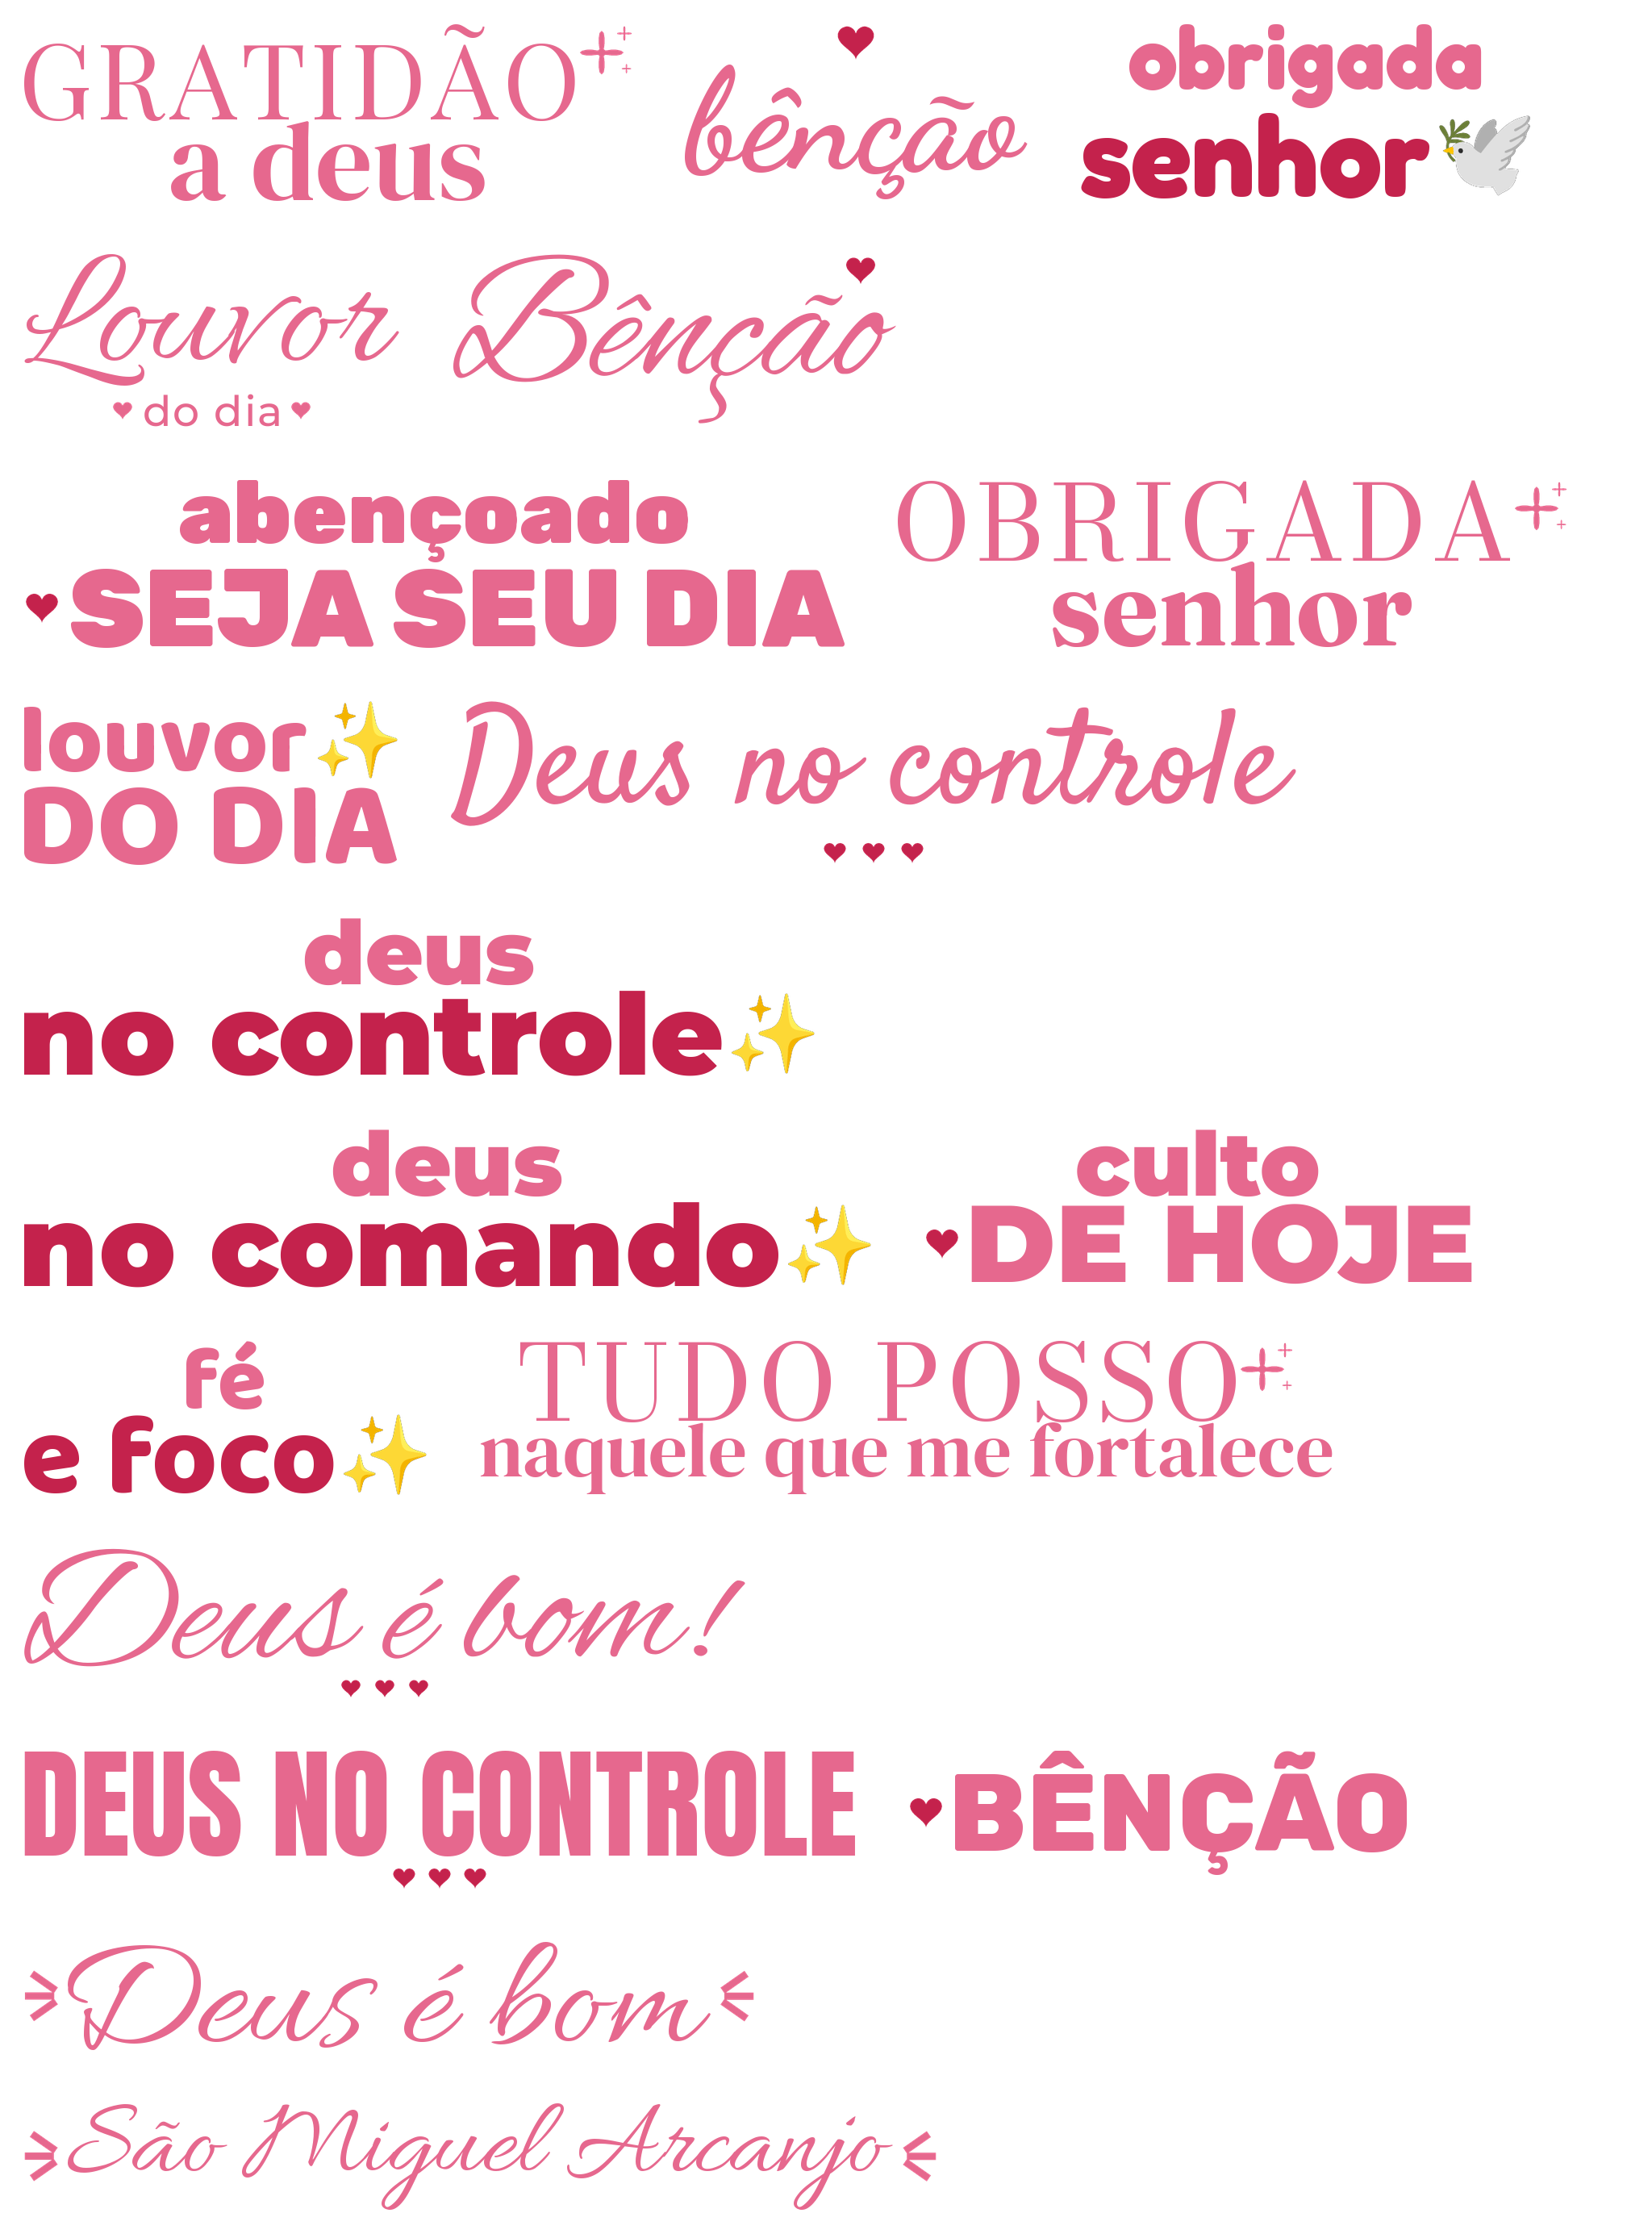 GRATIDÃO
a deus
bênção
obrigada
senhor
Louvor
do dia
Bênção
abençoado
SEJA SEU DIA
OBRIGADA
senhor
louvor
DO DIA
Deus no controle
deus
no controle
deus
no comando
culto
DE HOJE
fé
e foco
TUDO POSSO
naquele que me fortalece
Deus é bom!
DEUS NO CONTROLE
BÊNÇÃO
Deus é bom
São Miguel Arcanjo